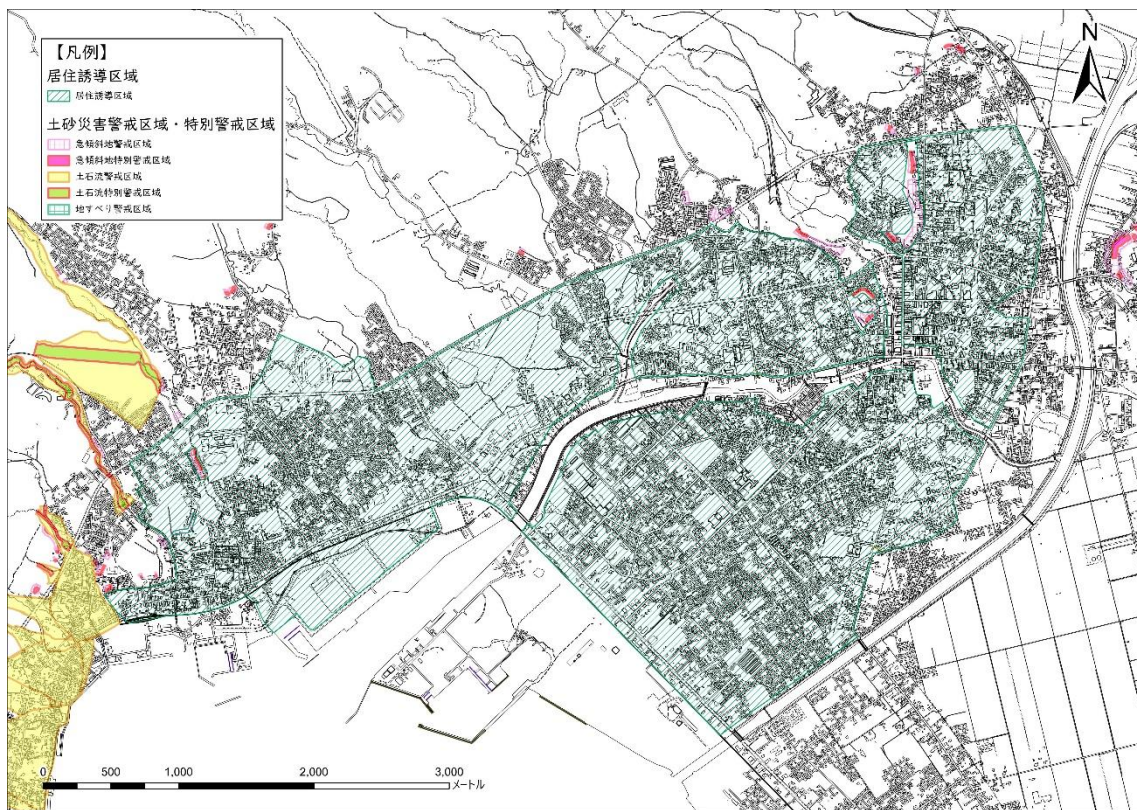 【凡例】
居住誘導区域
居住誘導区域
土砂災害警戒区域・特別警戒区域
急傾斜地警戒区域
急傾斜地特別警戒区域
土石流警戒区域
土石流特別警戒区域
地すべり警戒区域
N
0 500 1,000 2,000 3,000
メートル